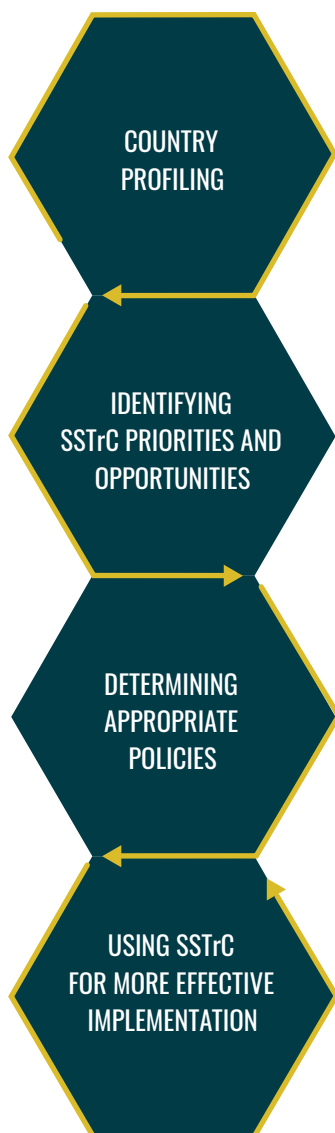 COUNTRY
PROFILING
IDENTIFYING
SSTrC PRIORITIES AND
OPPORTUNITIES
DETERMINING
APPROPRIATE
POLICIES
USING SSTrC
FOR MORE EFFECTIVE
IMPLEMENTATION